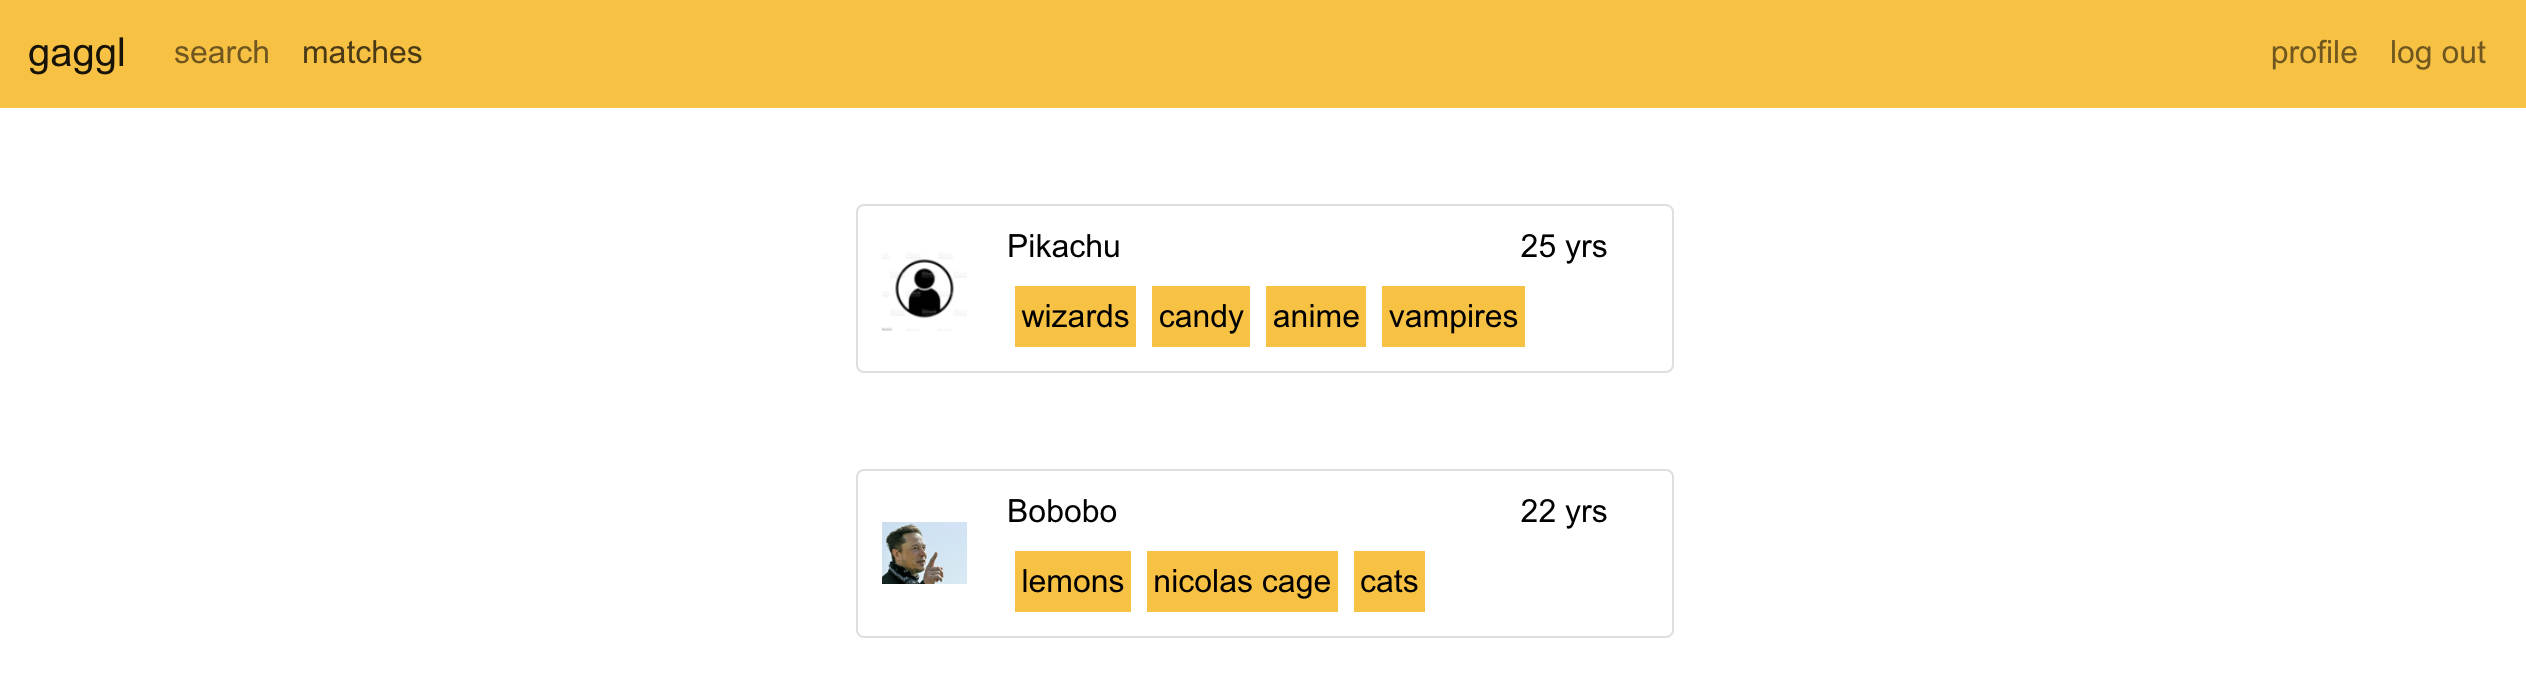 gaggl search matches profile log out
Pikachu 25 yrs
wizards candy anime vampires
Bobobo 22 yrs
lemons nicolas cage cats